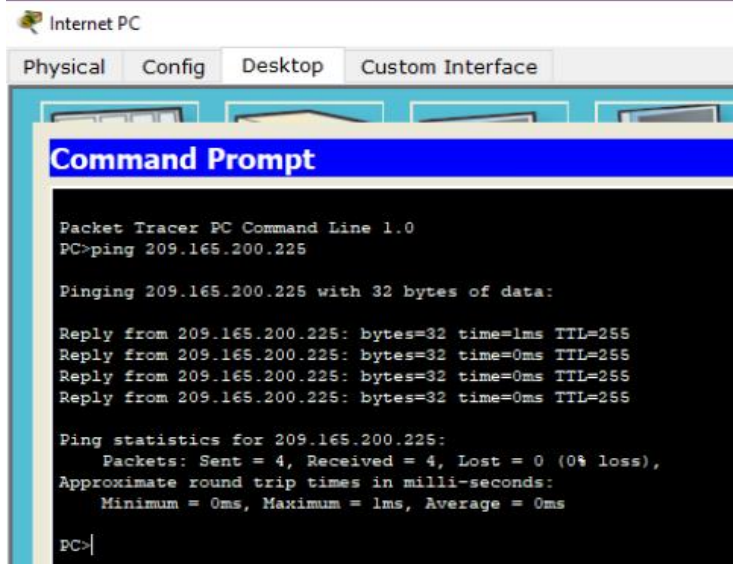 Internet PC
Physical Config Desktop Custom Interface
Command Prompt
Packet Tracer PC Command Line 1.0
PC>ping 209.165.200.225
Pinging 209.165.200.225 with 32 bytes of data:
Reply from 209.165.200.225: bytes=32 time=1ms TTL=255
Reply from 209.165.200.225: bytes=32 time=0ms TTL=255
Reply from 209.165.200.225: bytes=32 time=0ms TTL=255
Reply from 209.165.200.225: bytes=32 time=0ms TTL=255
Ping statistics for 209.165.200.225:
Packets: Sent = 4, Received = 4, Lost = 0 (0% loss),
Approximate round trip times in milli-seconds:
Minimum = 0ms, Maximum = 1ms, Average = 0ms
PC>